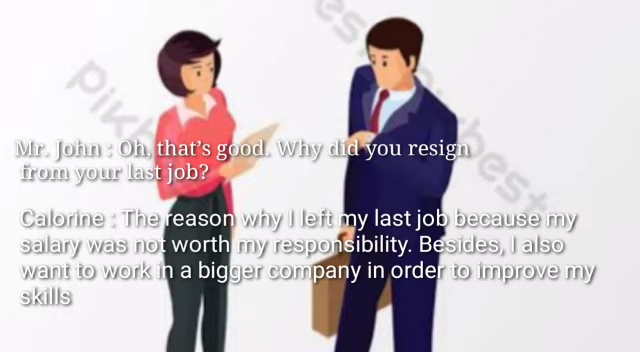 Mr. John : Oh, that's good. Why did you resign
from your last job?
Calorine : The reason why I left my last job because my
salary was not worth my responsibility. Besides, I also
want to work in a bigger company in order to improve my
skills